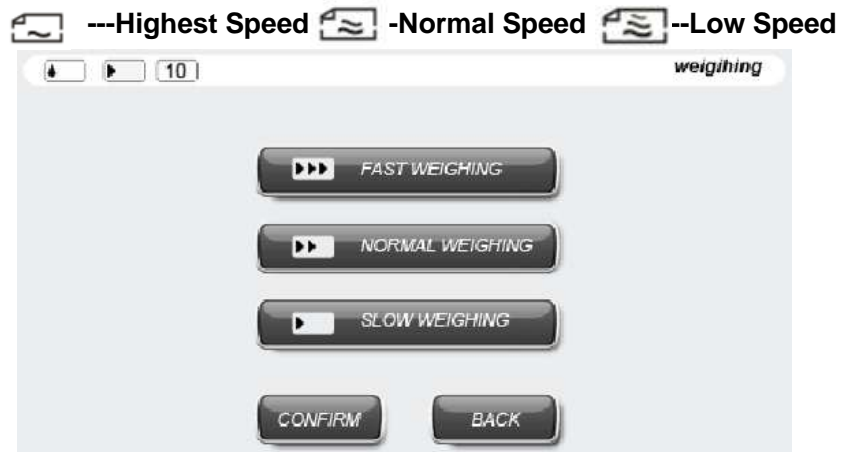 ---Highest Speed -Normal Speed --Low Speed
10 weigihing
FAST WEIGHING
NORMAL WEIGHING
SLOW WEIGHING
CONFIRM BACK